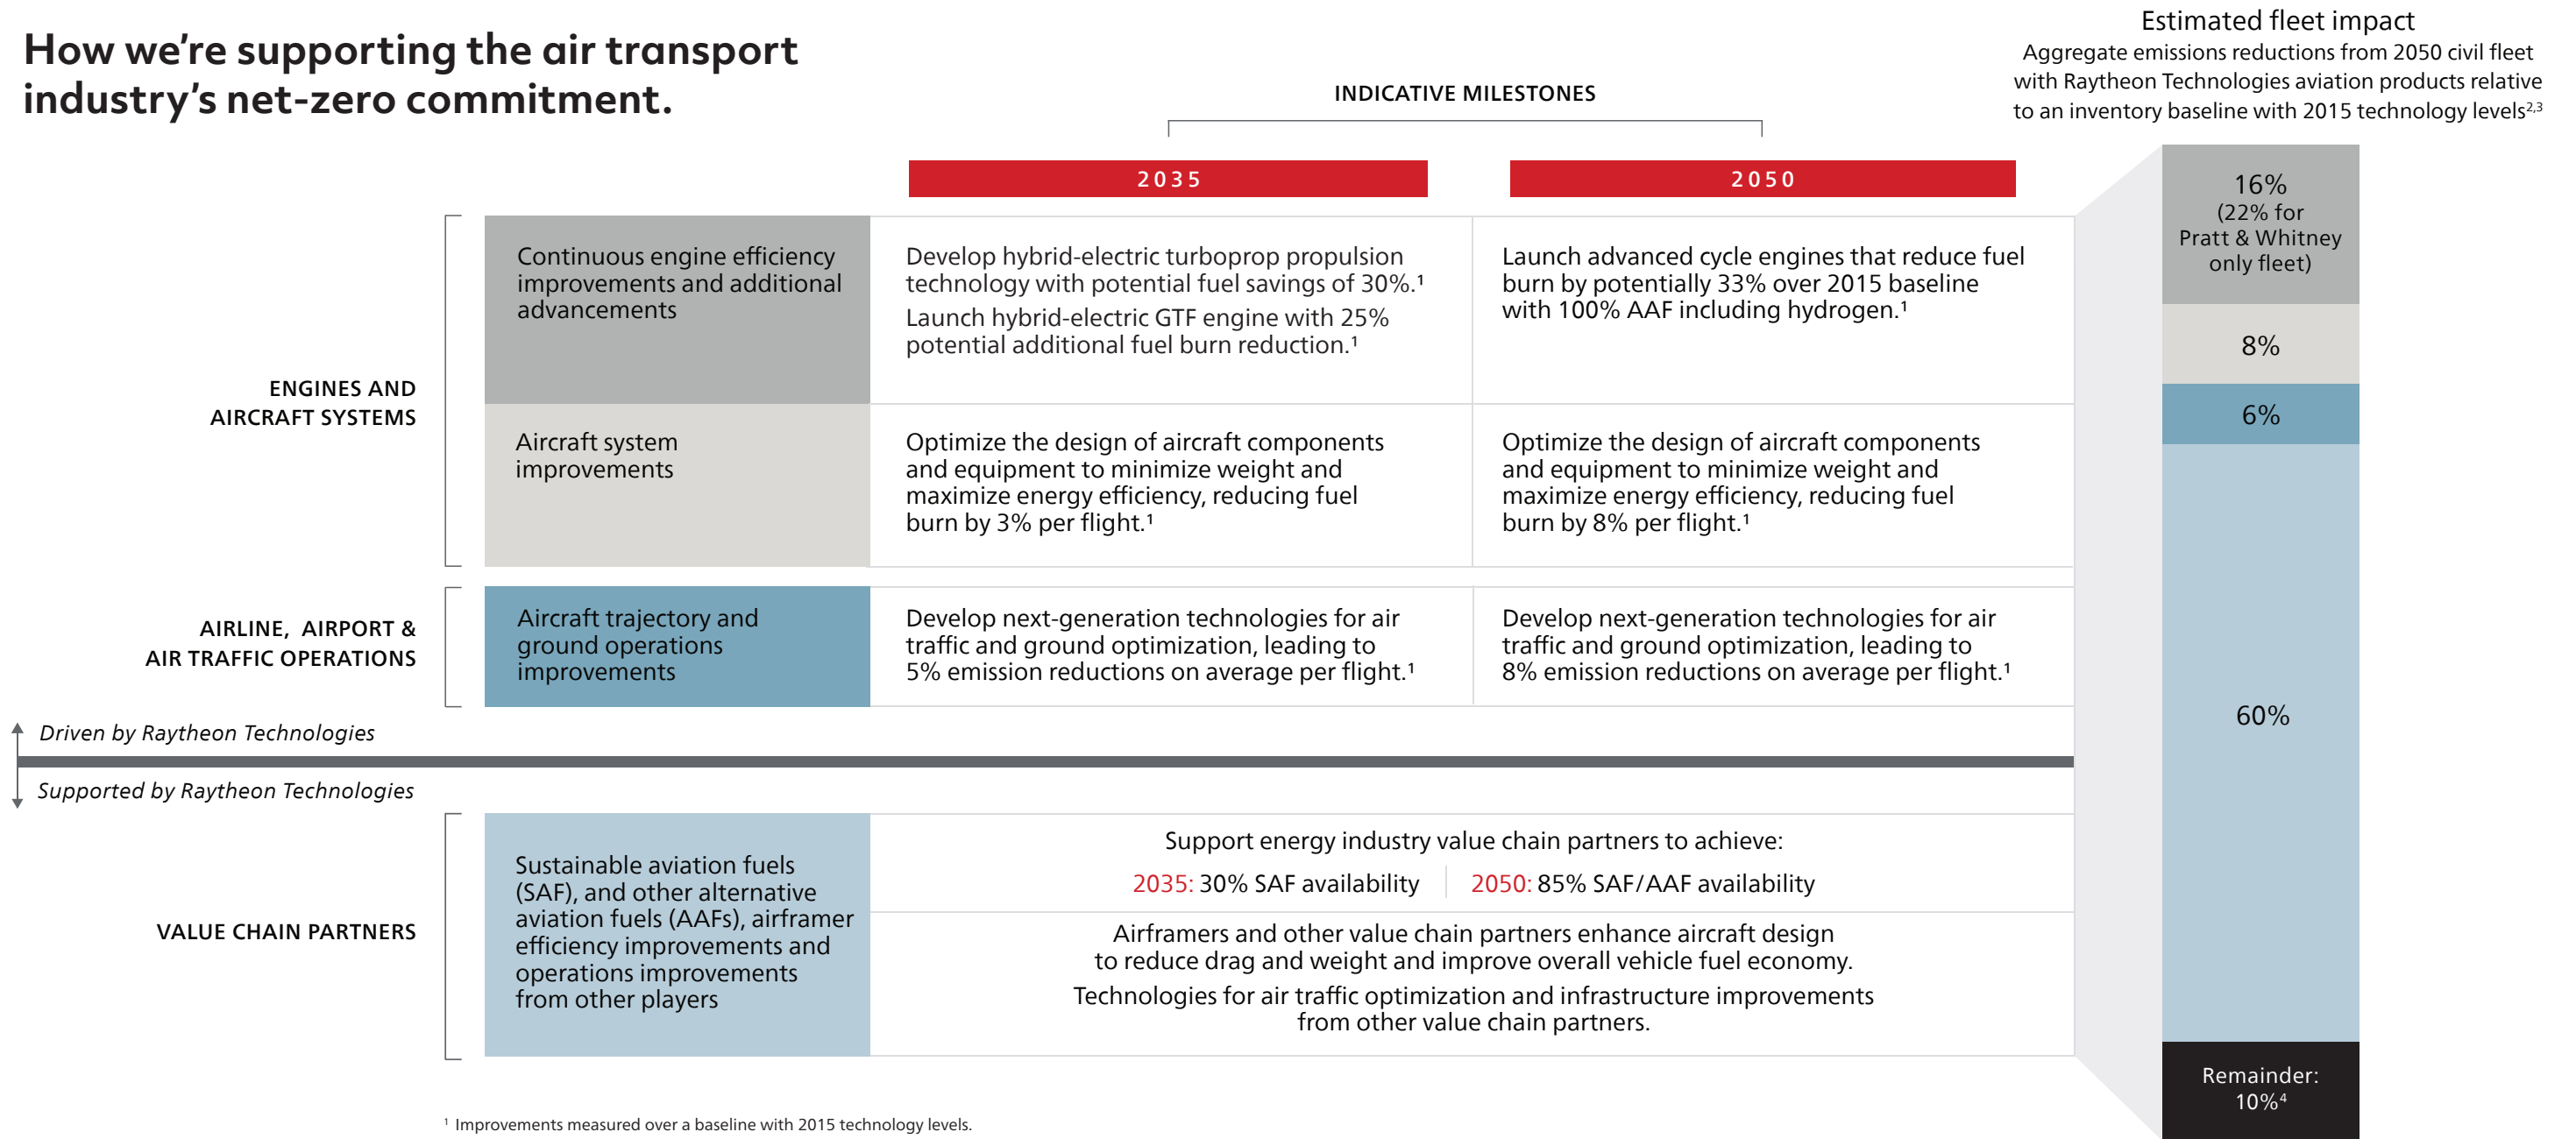 How we’re supporting the air transport
industry’s net-zero commitment.
Estimated fleet impact
Aggregate emissions reductions from 2050 civil fleet
with Raytheon Technologies aviation products relative
to an inventory baseline with 2015 technology levels²,³
INDICATIVE MILESTONES
2035
2050
ENGINES AND
AIRCRAFT SYSTEMS
Continuous engine efficiency
improvements and additional
advancements
Develop hybrid-electric turboprop propulsion
technology with potential fuel savings of 30%.¹
Launch hybrid-electric GTF engine with 25%
potential additional fuel burn reduction.¹
Launch advanced cycle engines that reduce fuel
burn by potentially 33% over 2015 baseline
with 100% AAF including hydrogen.¹
16%
(22% for
Pratt & Whitney
only fleet)
Aircraft system
improvements
Optimize the design of aircraft components
and equipment to minimize weight and
maximize energy efficiency, reducing fuel
burn by 3% per flight.¹
Optimize the design of aircraft components
and equipment to minimize weight and
maximize energy efficiency, reducing fuel
burn by 8% per flight.¹
8%
AIRLINE, AIRPORT &
AIR TRAFFIC OPERATIONS
Aircraft trajectory and
ground operations
improvements
Develop next-generation technologies for air
traffic and ground optimization, leading to
5% emission reductions on average per flight.¹
Develop next-generation technologies for air
traffic and ground optimization, leading to
8% emission reductions on average per flight.¹
6%
Driven by Raytheon Technologies
Supported by Raytheon Technologies
VALUE CHAIN PARTNERS
Sustainable aviation fuels
(SAF), and other alternative
aviation fuels (AAFs), airframer
efficiency improvements and
operations improvements
from other players
Support energy industry value chain partners to achieve:
2035: 30% SAF availability
2050: 85% SAF/AAF availability
Airframers and other value chain partners enhance aircraft design
to reduce drag and weight and improve overall vehicle fuel economy.
Technologies for air traffic optimization and infrastructure improvements
from other value chain partners.
60%
Remainder:
10%⁴
¹ Improvements measured over a baseline with 2015 technology levels.